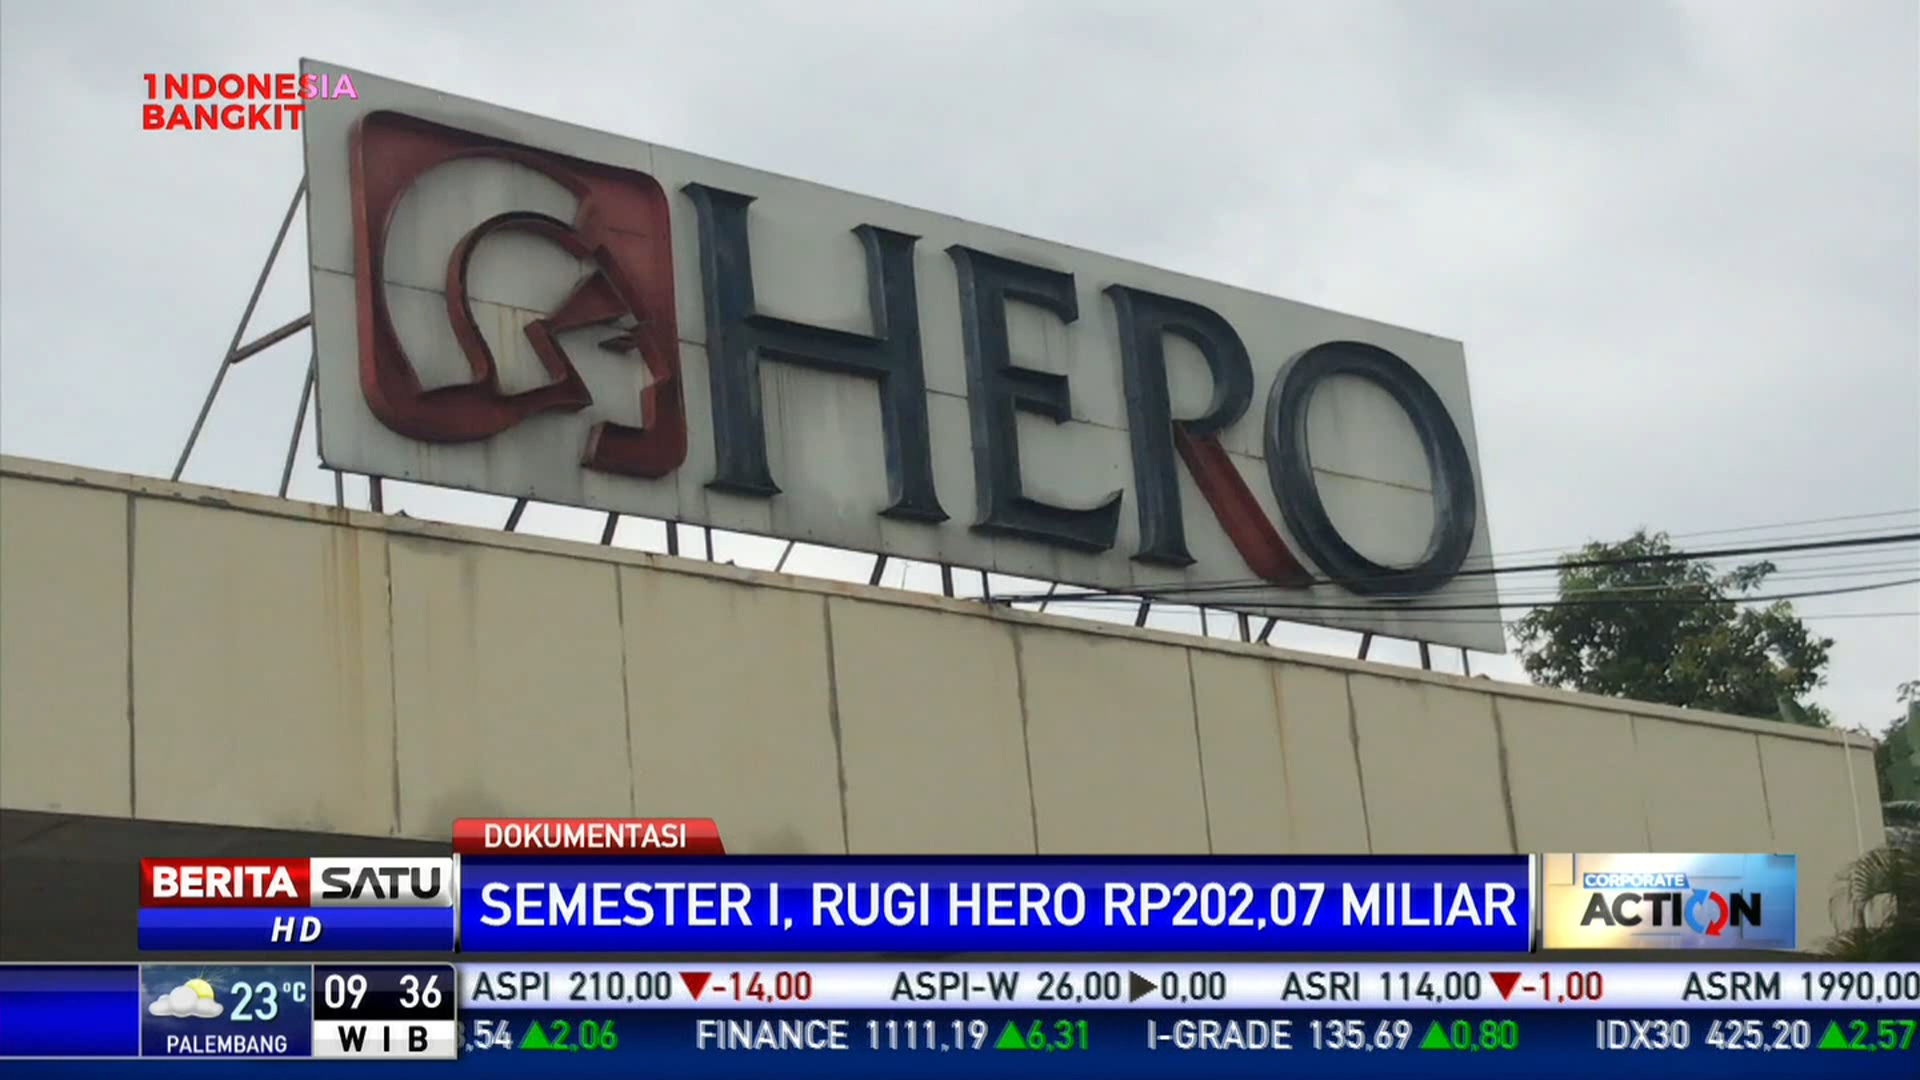 1NDONESIA
BANGKIT
HERO
DOKUMENTASI
BERITA SATU
HD
SEMESTER I, RUGI HERO RP202,07 MILIAR
CORPORATE
ACTION
23°C
PALEMBANG
09 36
WIB
ASPI 210,00 ▼-14,00 ASPI-W 26,00 ▶0,00 ASRI 114,00 ▼-1,00 ASRM 1990,00
,54 ▲2,06 FINANCE 1111,19 ▲6,31 I-GRADE 135,69 ▲0,80 IDX30 425,20 ▲2,57